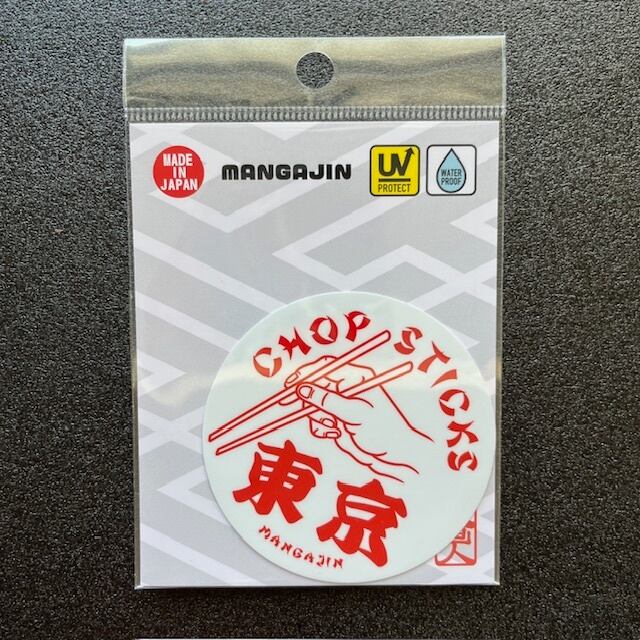 MADE
IN
JAPAN
MANGAJIN
UV
PROTECT
WATER
PROOF
CHOP STICKS
東京
MANGAJIN